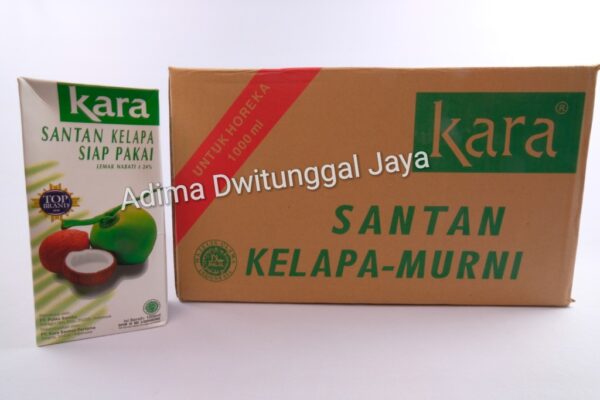 kara
SANTAN KELAPA
SIAP PAKAI
LEMAK NABATI ± 24%
TOP
BRAND
UNTUK HOREKA
1000 ml
kara®
SANTAN
KELAPA-MURNI
Adima Dwitunggal Jaya